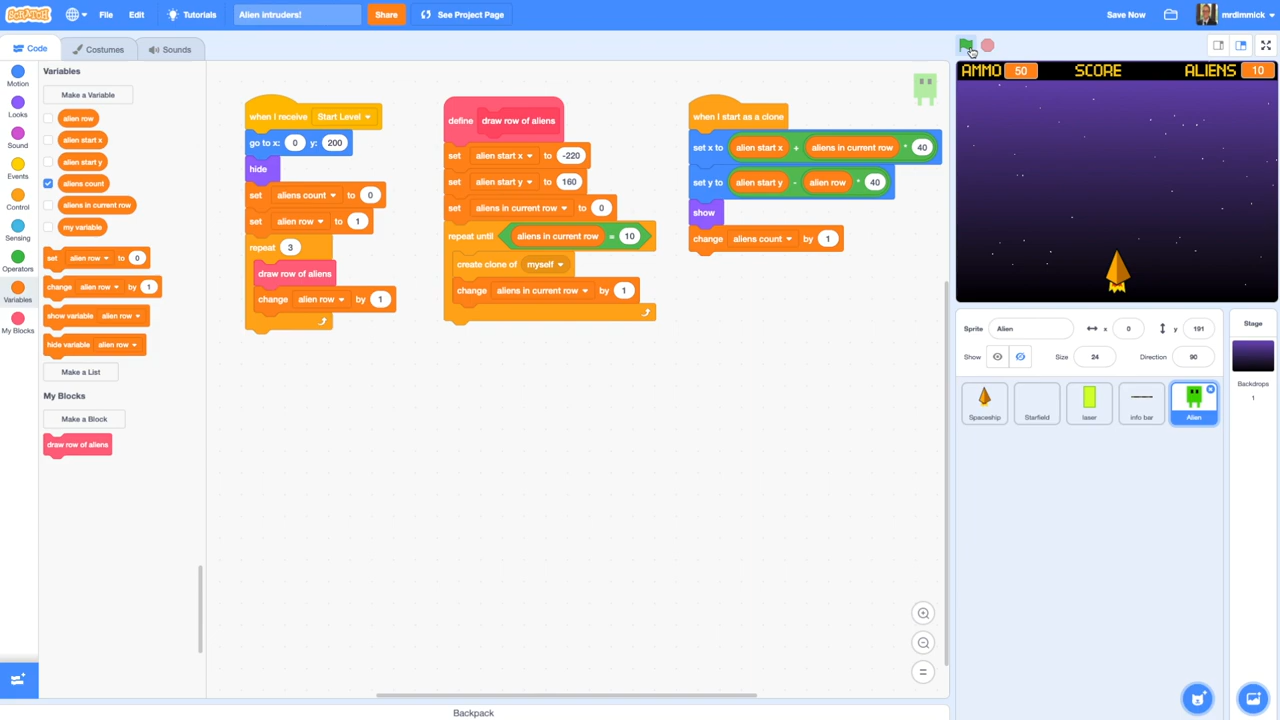 SCRATCH File Edit Tutorials Alien intruders! Share See Project Page Save Now mrdimmick
Code Costumes Sounds
Motion
Looks
Sound
Events
Control
Sensing
Operators
Variables
My Blocks
Variables
Make a Variable
alien row
alien start x
alien start y
aliens count
aliens in current row
my variable
set alien row to 0
change alien row by 1
show variable alien row
hide variable alien row
Make a List
My Blocks
Make a Block
draw row of aliens
when I receive Start Level
go to x: 0 y: 200
hide
set aliens count to 0
set alien row to 1
repeat 3
draw row of aliens
change alien row by 1
define draw row of aliens
set alien start x to -220
set alien start y to 160
set aliens in current row to 0
repeat until aliens in current row = 10
create clone of myself
change aliens in current row by 1
when I start as a clone
set x to alien start x + aliens in current row * 40
set y to alien start y - alien row * 40
show
change aliens count by 1
AMMO 50 SCORE ALIENS 10
Sprite Alien x 0 y 191
Show Size 24 Direction 90
Spaceship Starfield laser info bar Alien
Stage
Backdrops
1
Backpack